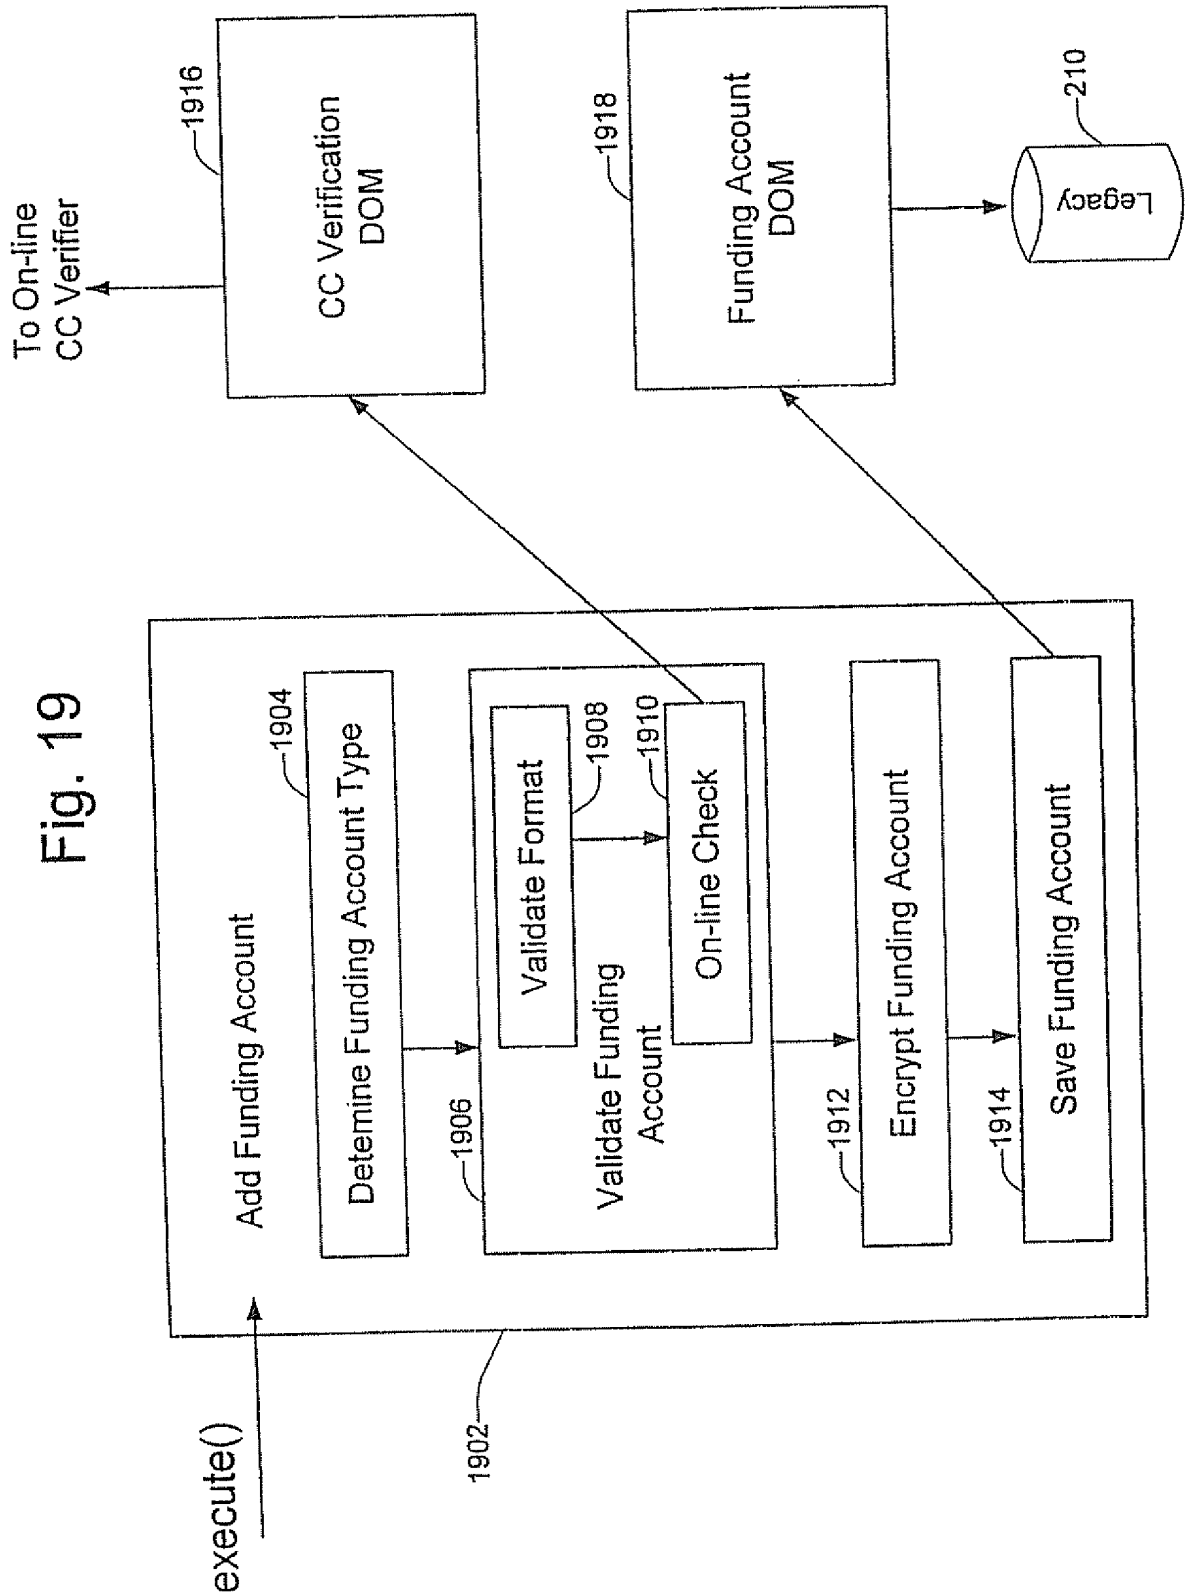 Fig. 19
execute()
1902
Add Funding Account
1904
Detemine Funding Account Type
1906
Validate Funding
Account
Validate Format
1908
1910
On-line Check
1912
Encrypt Funding Account
1914
Save Funding Account
To On-line
CC Verifier
1916
CC Verification
DOM
1918
Funding Account
DOM
210
Legacy